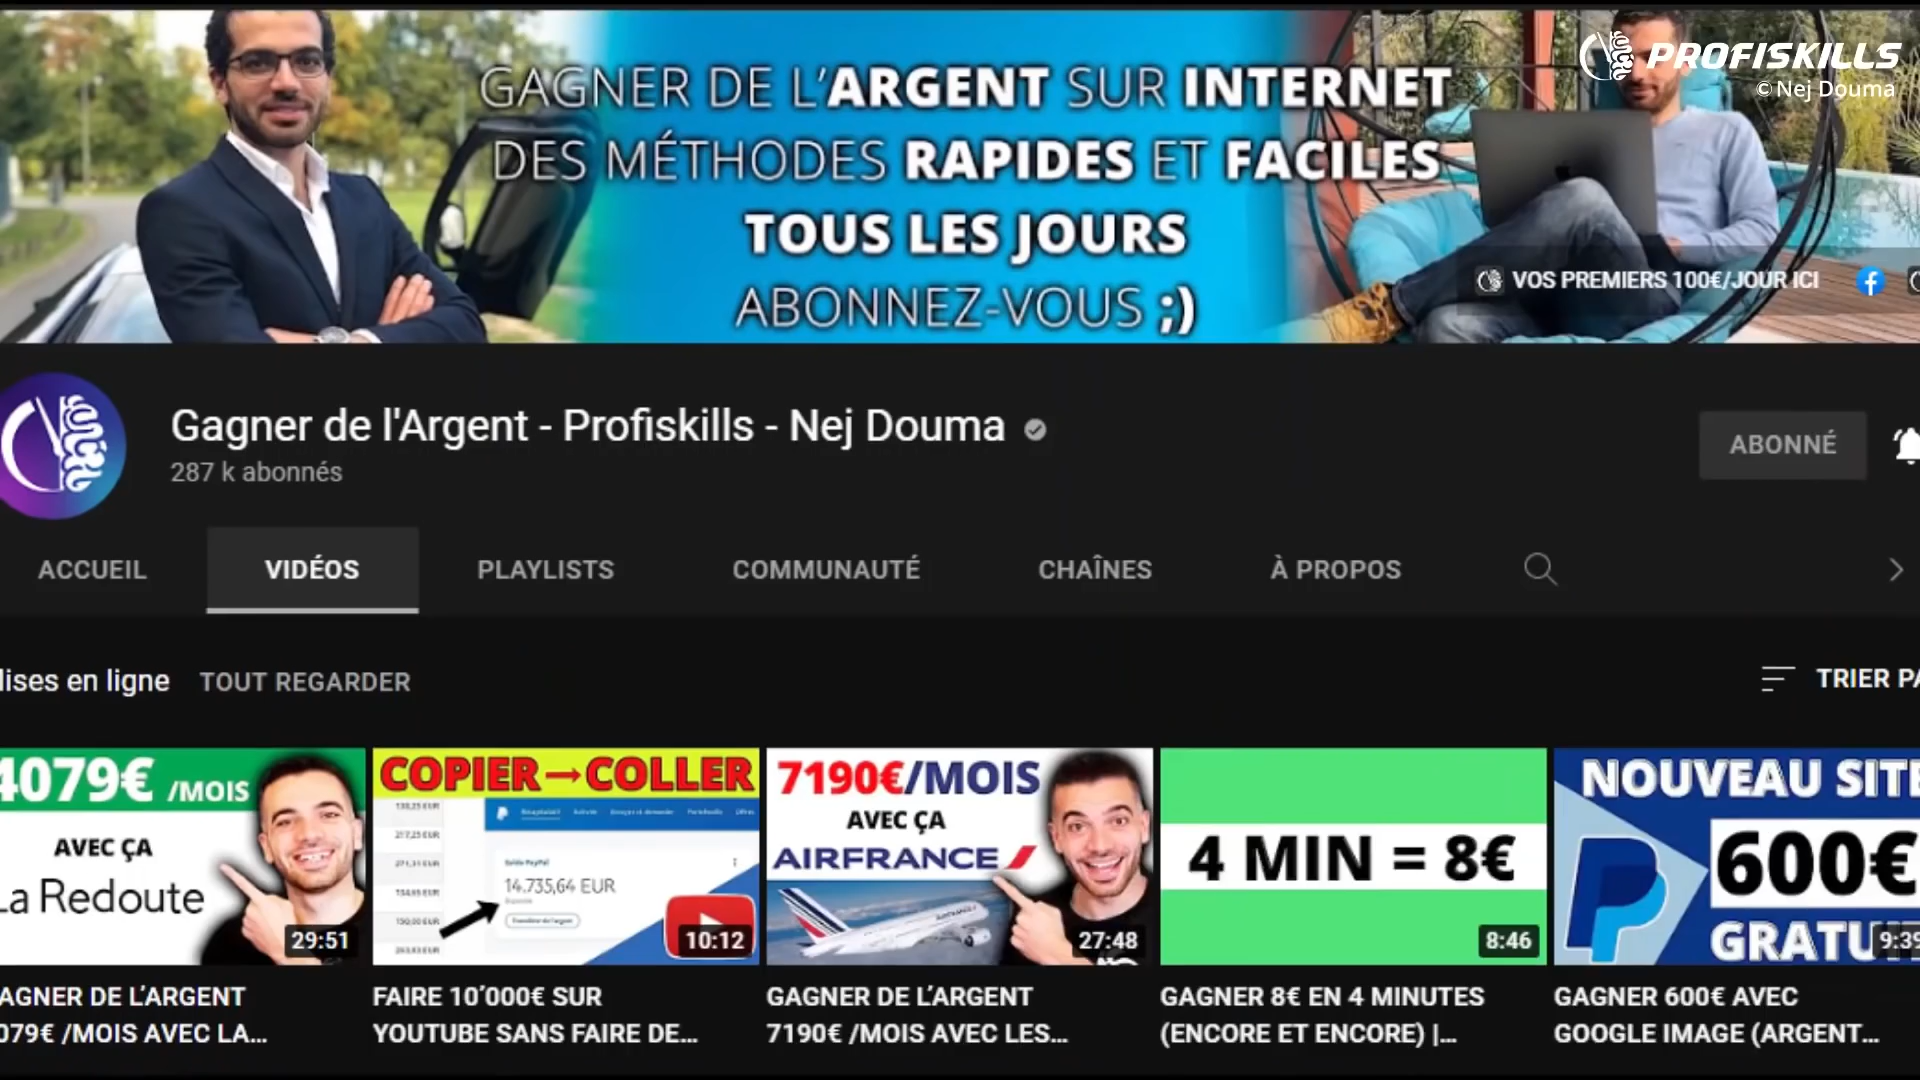 PROFISKILLS
© Nej Douma
GAGNER DE L'ARGENT SUR INTERNET
DES MÉTHODES RAPIDES ET FACILES
TOUS LES JOURS
ABONNEZ-VOUS ;)
VOS PREMIERS 100€/JOUR ICI
Gagner de l'Argent - Profiskills - Nej Douma
287 k abonnés
ABONNÉ
ACCUEIL VIDÉOS PLAYLISTS COMMUNAUTÉ CHAÎNES À PROPOS
lises en ligne TOUT REGARDER TRIER PA
4079€ /MOIS
AVEC ÇA
La Redoute
29:51
AGNER DE L'ARGENT
079€ /MOIS AVEC LA...
COPIER→COLLER
Solde PayPal
14.735,64 EUR
10:12
FAIRE 10'000€ SUR
YOUTUBE SANS FAIRE DE...
7190€/MOIS
AVEC ÇA
AIRFRANCE
27:48
GAGNER DE L'ARGENT
7190€ /MOIS AVEC LES...
4 MIN = 8€
8:46
GAGNER 8€ EN 4 MINUTES
(ENCORE ET ENCORE) |...
NOUVEAU SITE
600€
GRATU
9:39
GAGNER 600€ AVEC
GOOGLE IMAGE (ARGENT...